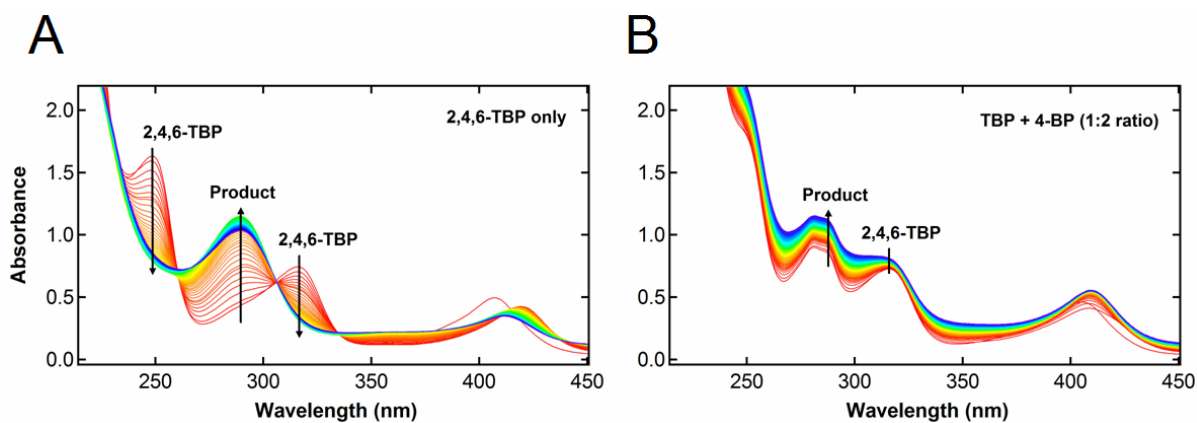 A
2,4,6-TBP only
2,4,6-TBP
Product
2,4,6-TBP
Absorbance
2.0
1.5
1.0
0.5
0.0
250
300
350
400
450
Wavelength (nm)
B
TBP + 4-BP (1:2 ratio)
Product
2,4,6-TBP
2.0
1.5
1.0
0.5
0.0
250
300
350
400
450
Wavelength (nm)